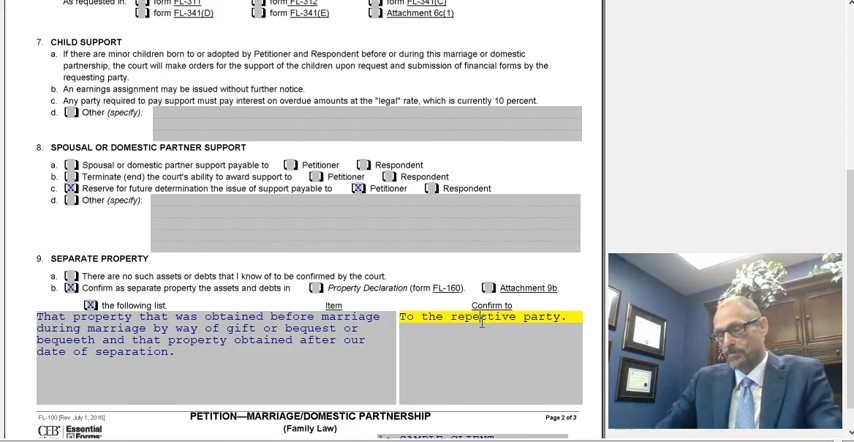 As requested in: form FL-311 form FL-312 form FL-341(C)
form FL-341(D) form FL-341(E) Attachment 6c(1)
7. CHILD SUPPORT
a. If there are minor children born to or adopted by Petitioner and Respondent before or during this marriage or domestic
partnership, the court will make orders for the support of the children upon request and submission of financial forms by the
requesting party.
b. An earnings assignment may be issued without further notice.
c. Any party required to pay support must pay interest on overdue amounts at the "legal" rate, which is currently 10 percent.
d. Other (specify):
8. SPOUSAL OR DOMESTIC PARTNER SUPPORT
a. Spousal or domestic partner support payable to Petitioner Respondent
b. Terminate (end) the court's ability to award support to Petitioner Respondent
c. X Reserve for future determination the issue of support payable to X Petitioner Respondent
d. Other (specify):
9. SEPARATE PROPERTY
a. There are no such assets or debts that I know of to be confirmed by the court.
b. X Confirm as separate property the assets and debts in Property Declaration (form FL-160). Attachment 9b.
X the following list. Item Confirm to
That property that was obtained before marriage
during marriage by way of gift or bequest or
bequeeth and that property obtained after our
date of separation.
To the repective party.
FL-100 [Rev. July 1, 2016]
PETITION—MARRIAGE/DOMESTIC PARTNERSHIP
(Family Law)
Page 2 of 3
CEB Essential
Forms
SAMPLE CLIENT